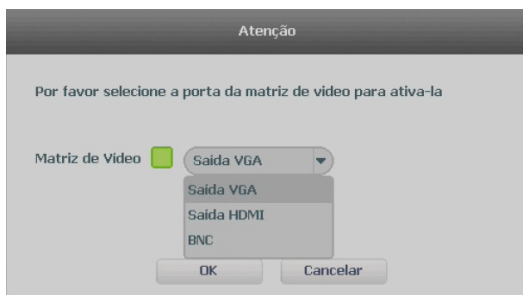 Atenção
Por favor selecione a porta da matriz de video para ativa-la
Matriz de Vídeo Saída VGA
Saída VGA
Saída HDMI
BNC
OK Cancelar